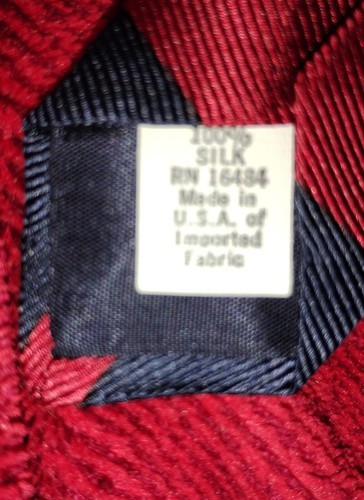 100%
SILK
RN 16484
Made in
U.S.A. of
Imported
Fabric